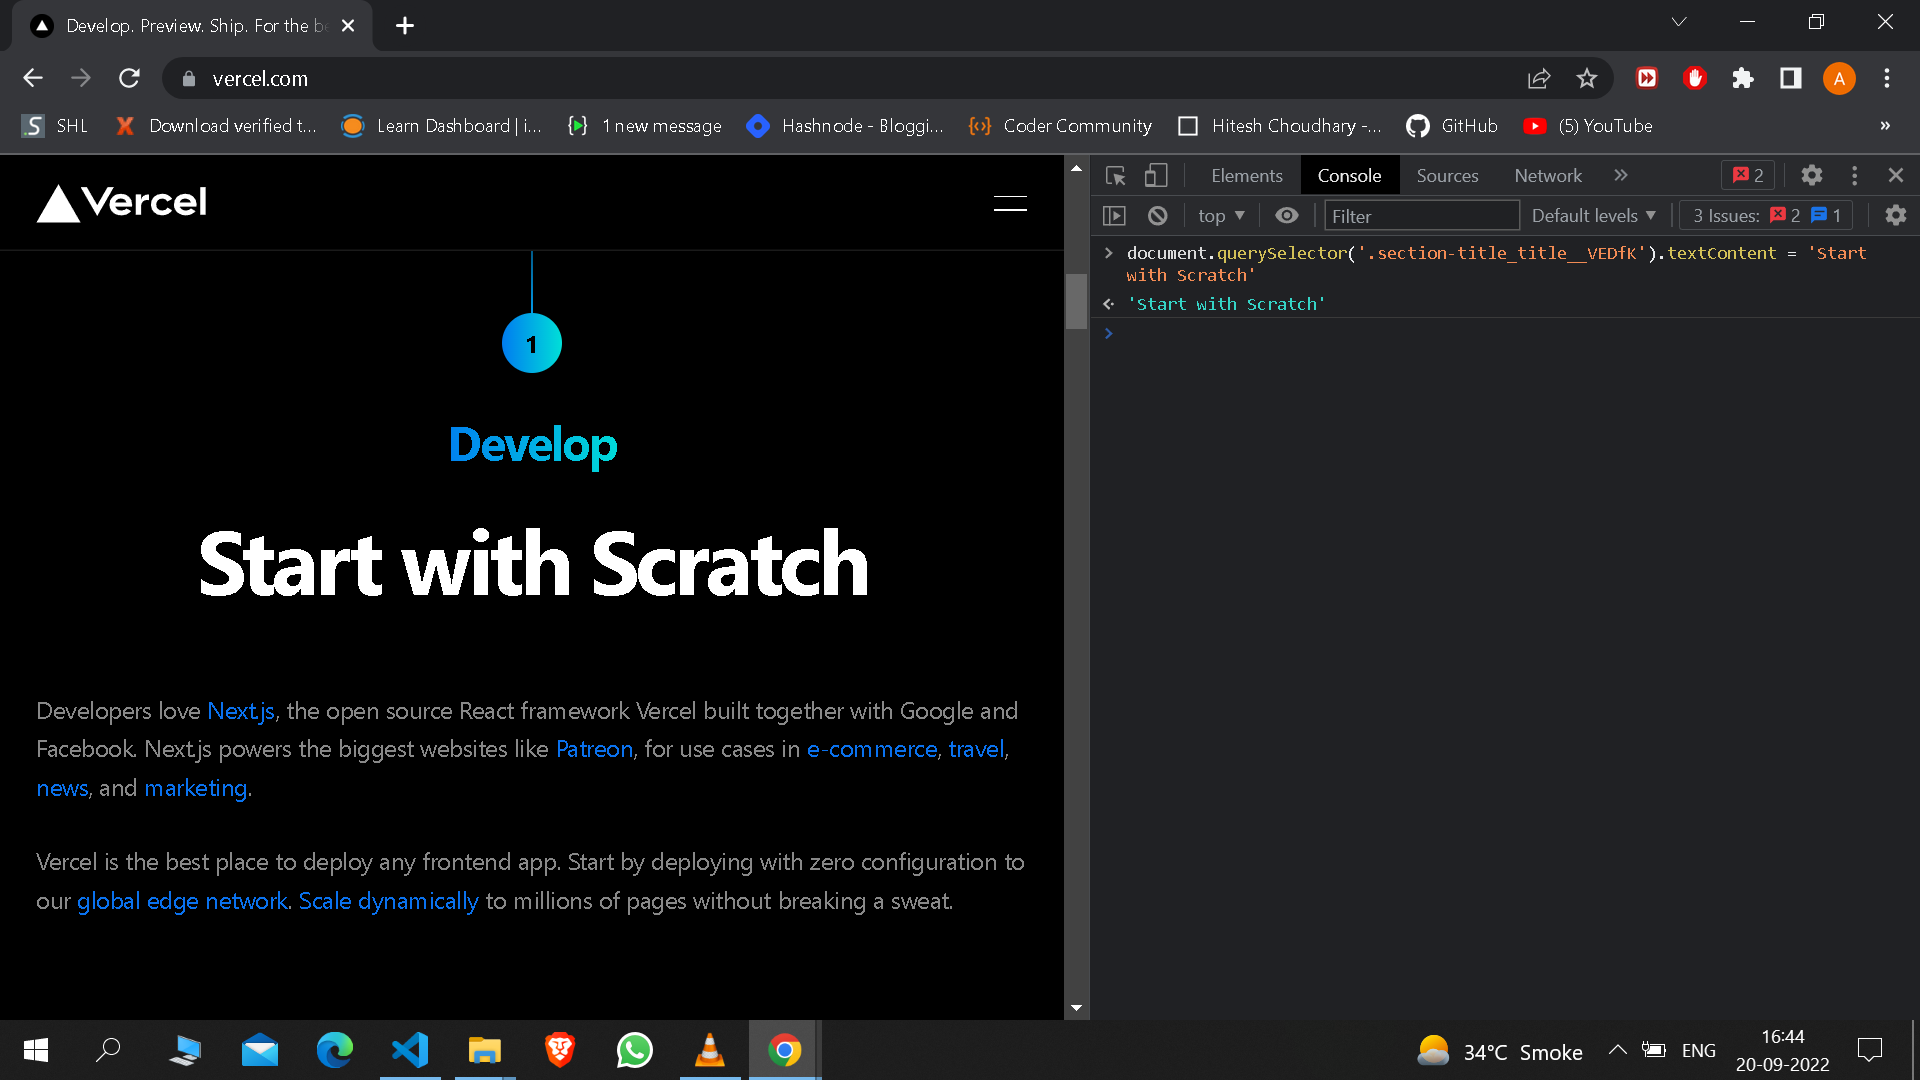 Develop. Preview. Ship. For the be
vercel.com
A
SHL
Download verified t...
Learn Dashboard | i...
1 new message
Hashnode - Bloggi...
Coder Community
Hitesh Choudhary -...
GitHub
(5) YouTube
»
Vercel
1
Develop
Start with Scratch
Developers love Next.js, the open source React framework Vercel built together with Google and
Facebook. Next.js powers the biggest websites like Patreon, for use cases in e-commerce, travel,
news, and marketing.
Vercel is the best place to deploy any frontend app. Start by deploying with zero configuration to
our global edge network. Scale dynamically to millions of pages without breaking a sweat.
Elements
Console
Sources
Network
»
2
top
Filter
Default levels
3 Issues: 2 1
document.querySelector('.section-title_title__VEDfK').textContent = 'Start
with Scratch'
'Start with Scratch'
34°C Smoke
ENG
16:44
20-09-2022